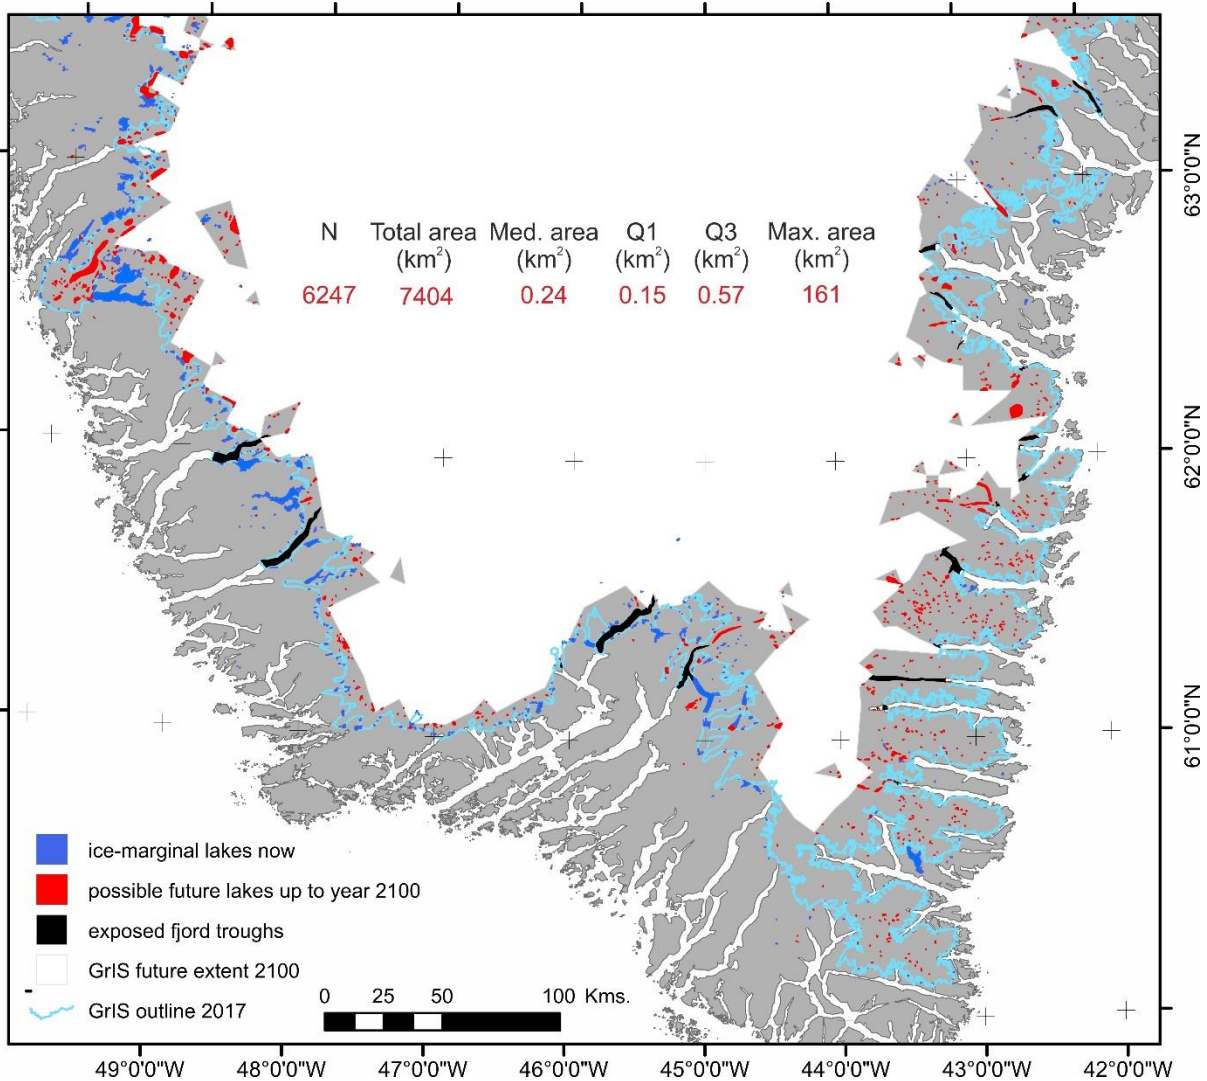 N Total area Med. area Q1 Q3 Max. area
(km²) (km²) (km²) (km²) (km²)
6247 7404 0.24 0.15 0.57 161
63°0'0"N
62°0'0"N
61°0'0"N
ice-marginal lakes now
possible future lakes up to year 2100
exposed fjord troughs
GrIS future extent 2100
GrIS outline 2017
0 25 50 100 Kms.
49°0'0"W 48°0'0"W 47°0'0"W 46°0'0"W 45°0'0"W 44°0'0"W 43°0'0"W 42°0'0"W